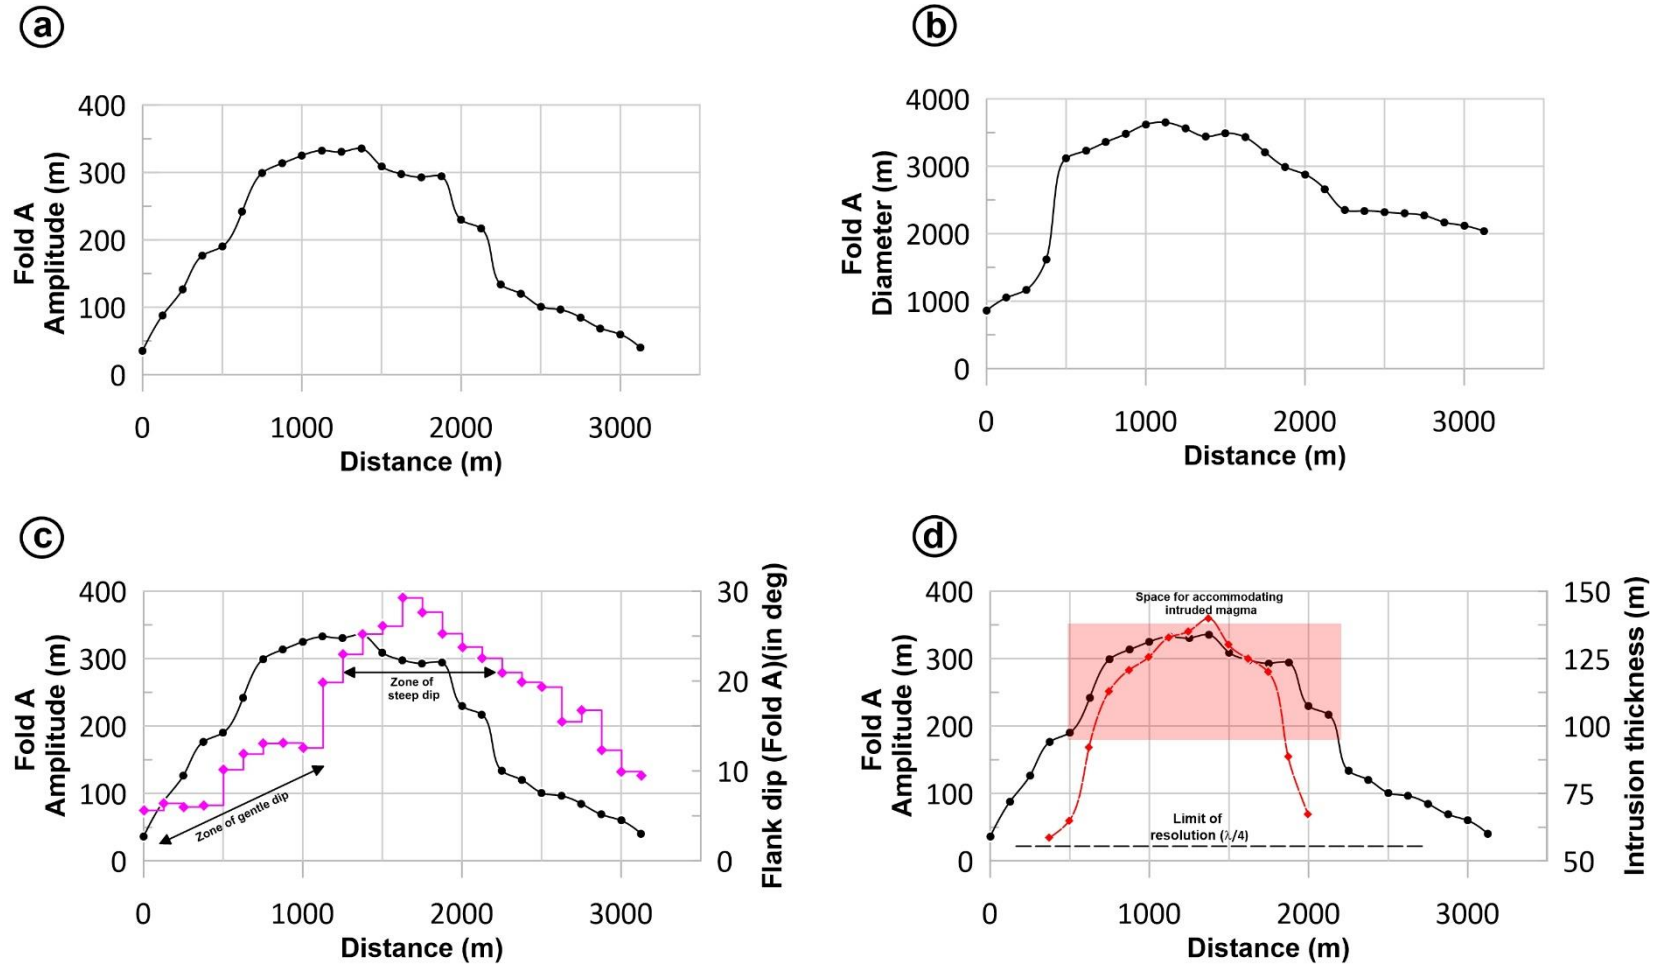 a
400
300
200
100
0
Fold A
Amplitude (m)
0 1000 2000 3000
Distance (m)
b
4000
3000
2000
1000
0
Fold A
Diameter (m)
0 1000 2000 3000
Distance (m)
c
400
300
200
100
0
Fold A
Amplitude (m)
Zone of
steep dip
Zone of gentle dip
30
20
10
0
Flank dip (Fold A)(in deg)
0 1000 2000 3000
Distance (m)
d
400
300
200
100
0
Fold A
Amplitude (m)
Space for accommodating
intruded magma
Limit of
resolution (λ/4)
150
125
100
75
50
Intrusion thickness (m)
0 1000 2000 3000
Distance (m)